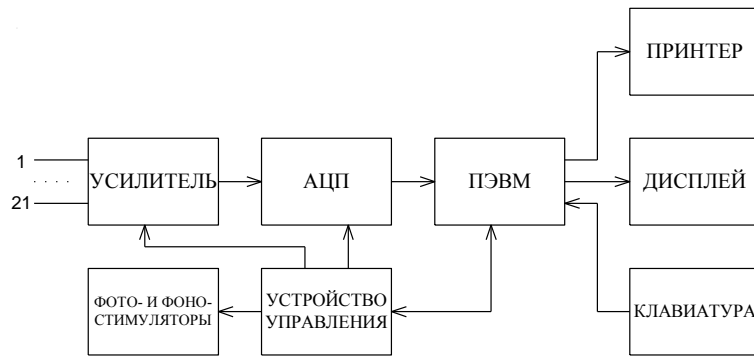 ПРИНТЕР
1
. . . .
21
УСИЛИТЕЛЬ
АЦП
ПЭВМ
ДИСПЛЕЙ
ФОТО- И ФОНО-
СТИМУЛЯТОРЫ
УСТРОЙСТВО
УПРАВЛЕНИЯ
КЛАВИАТУРА